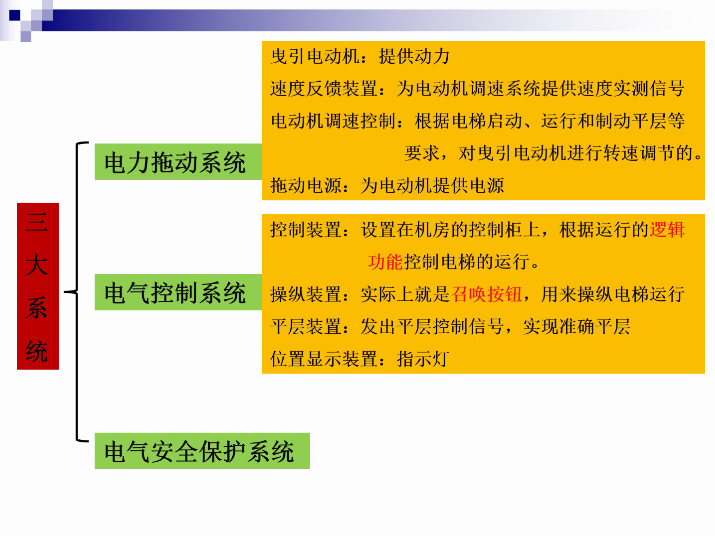 三
大
系
统
电力拖动系统
曳引电动机：提供动力
速度反馈装置：为电动机调速系统提供速度实测信号
电动机调速控制：根据电梯启动、运行和制动平层等
要求，对曳引电动机进行转速调节的。
拖动电源：为电动机提供电源
电气控制系统
控制装置：设置在机房的控制柜上，根据运行的逻辑
功能控制电梯的运行。
操纵装置：实际上就是召唤按钮，用来操纵电梯运行
平层装置：发出平层控制信号，实现准确平层
位置显示装置：指示灯
电气安全保护系统